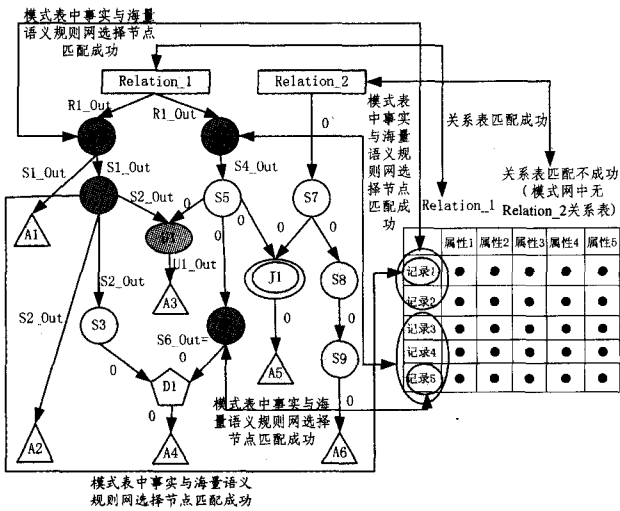 模式表中事实与海量
语义规则网选择节点
匹配成功
Relation_1
Relation_2
R1_Out
R1_Out
0
模式表
中事实
与海量
语义规
则网选
择节点
匹配成
功
关系表匹配成功
关系表匹配不成功
(模式网中无
Relation_2关系表)
Relation_1
S1_Out
S1_Out
S4_Out
S2_Out
0
S5
S7
A1
0
0
0
0
U1_Out
J1
S8
A3
属性1 属性2 属性3 属性4 属性5
记录1
记录2
记录3
记录4
记录5
S2_Out
S2_Out
S3
S6_Out=
0
0
0
0
S9
D1
A5
0
0
模式表中事实与海
量语义规则网选择
节点匹配成功
A2
A4
A6
模式表中事实与海量语义
规则网选择节点匹配成功